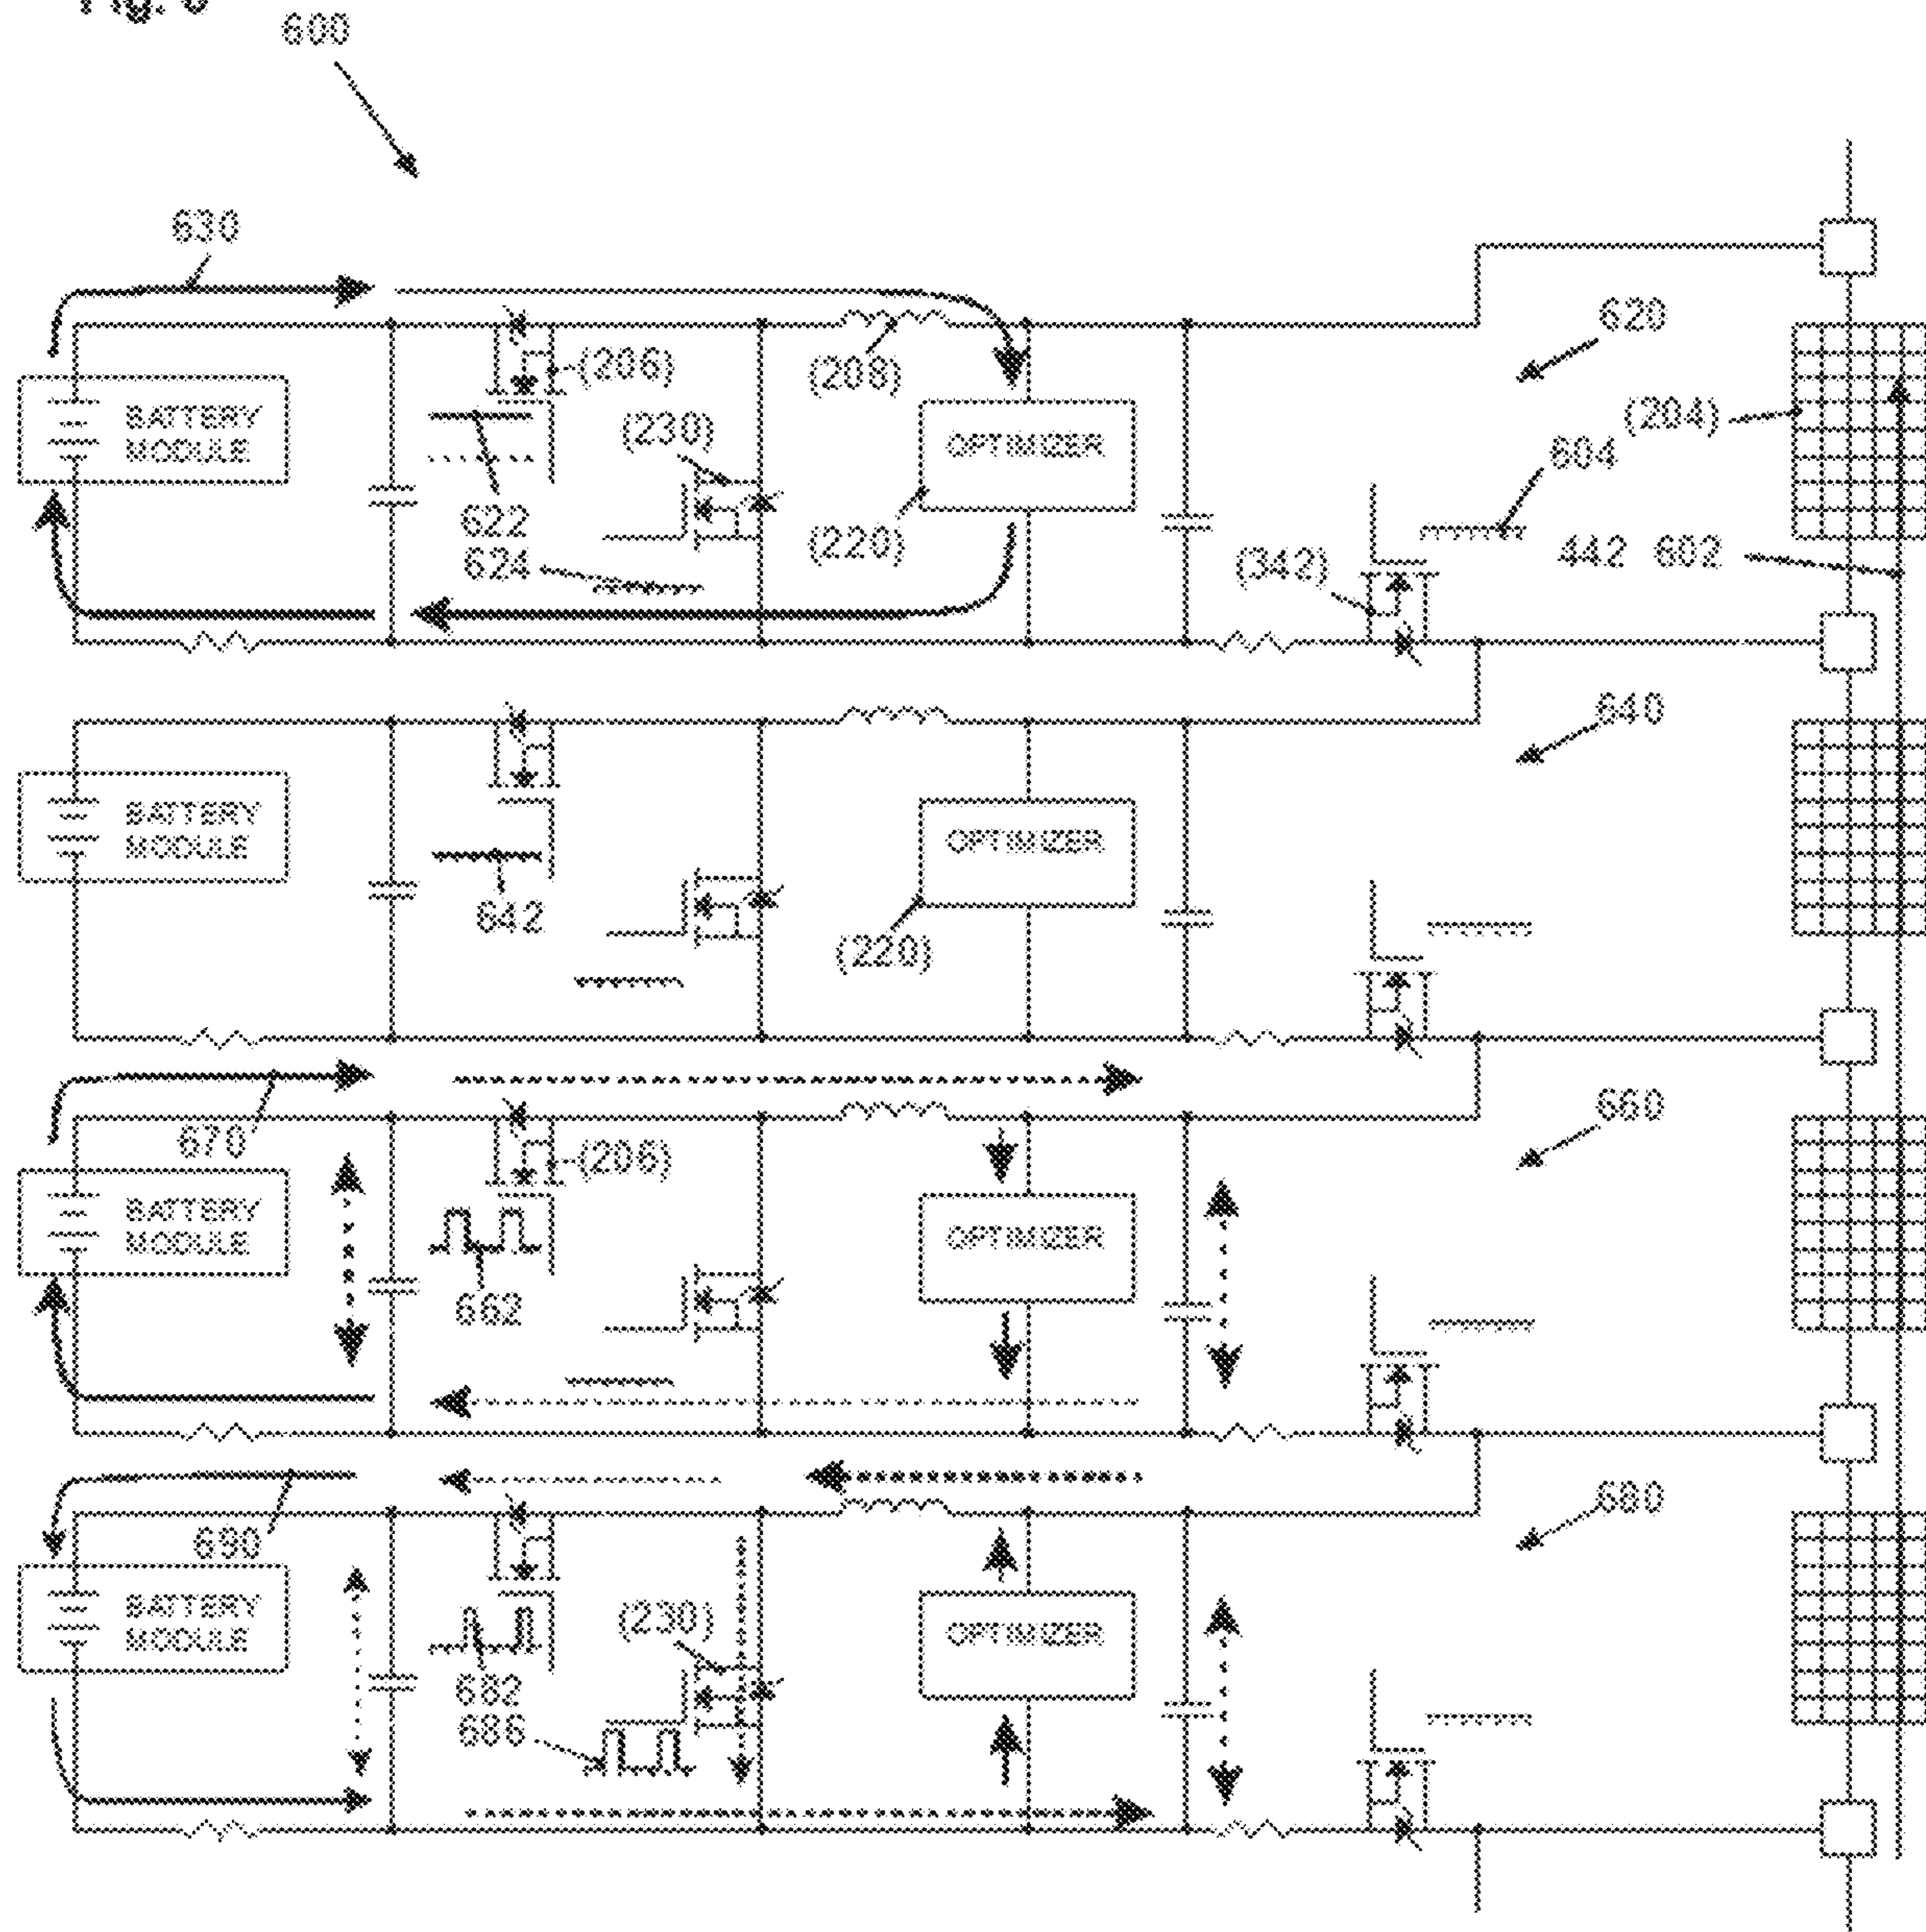 600
630
620
(206)
(208)
(204)
BATTERY
MODULE
(230)
OPTIMIZER
604
622
624
(220)
(342)
442 602
640
BATTERY
MODULE
OPTIMIZER
642
(220)
660
670
(206)
BATTERY
MODULE
OPTIMIZER
662
680
690
BATTERY
MODULE
(230)
OPTIMIZER
682
686